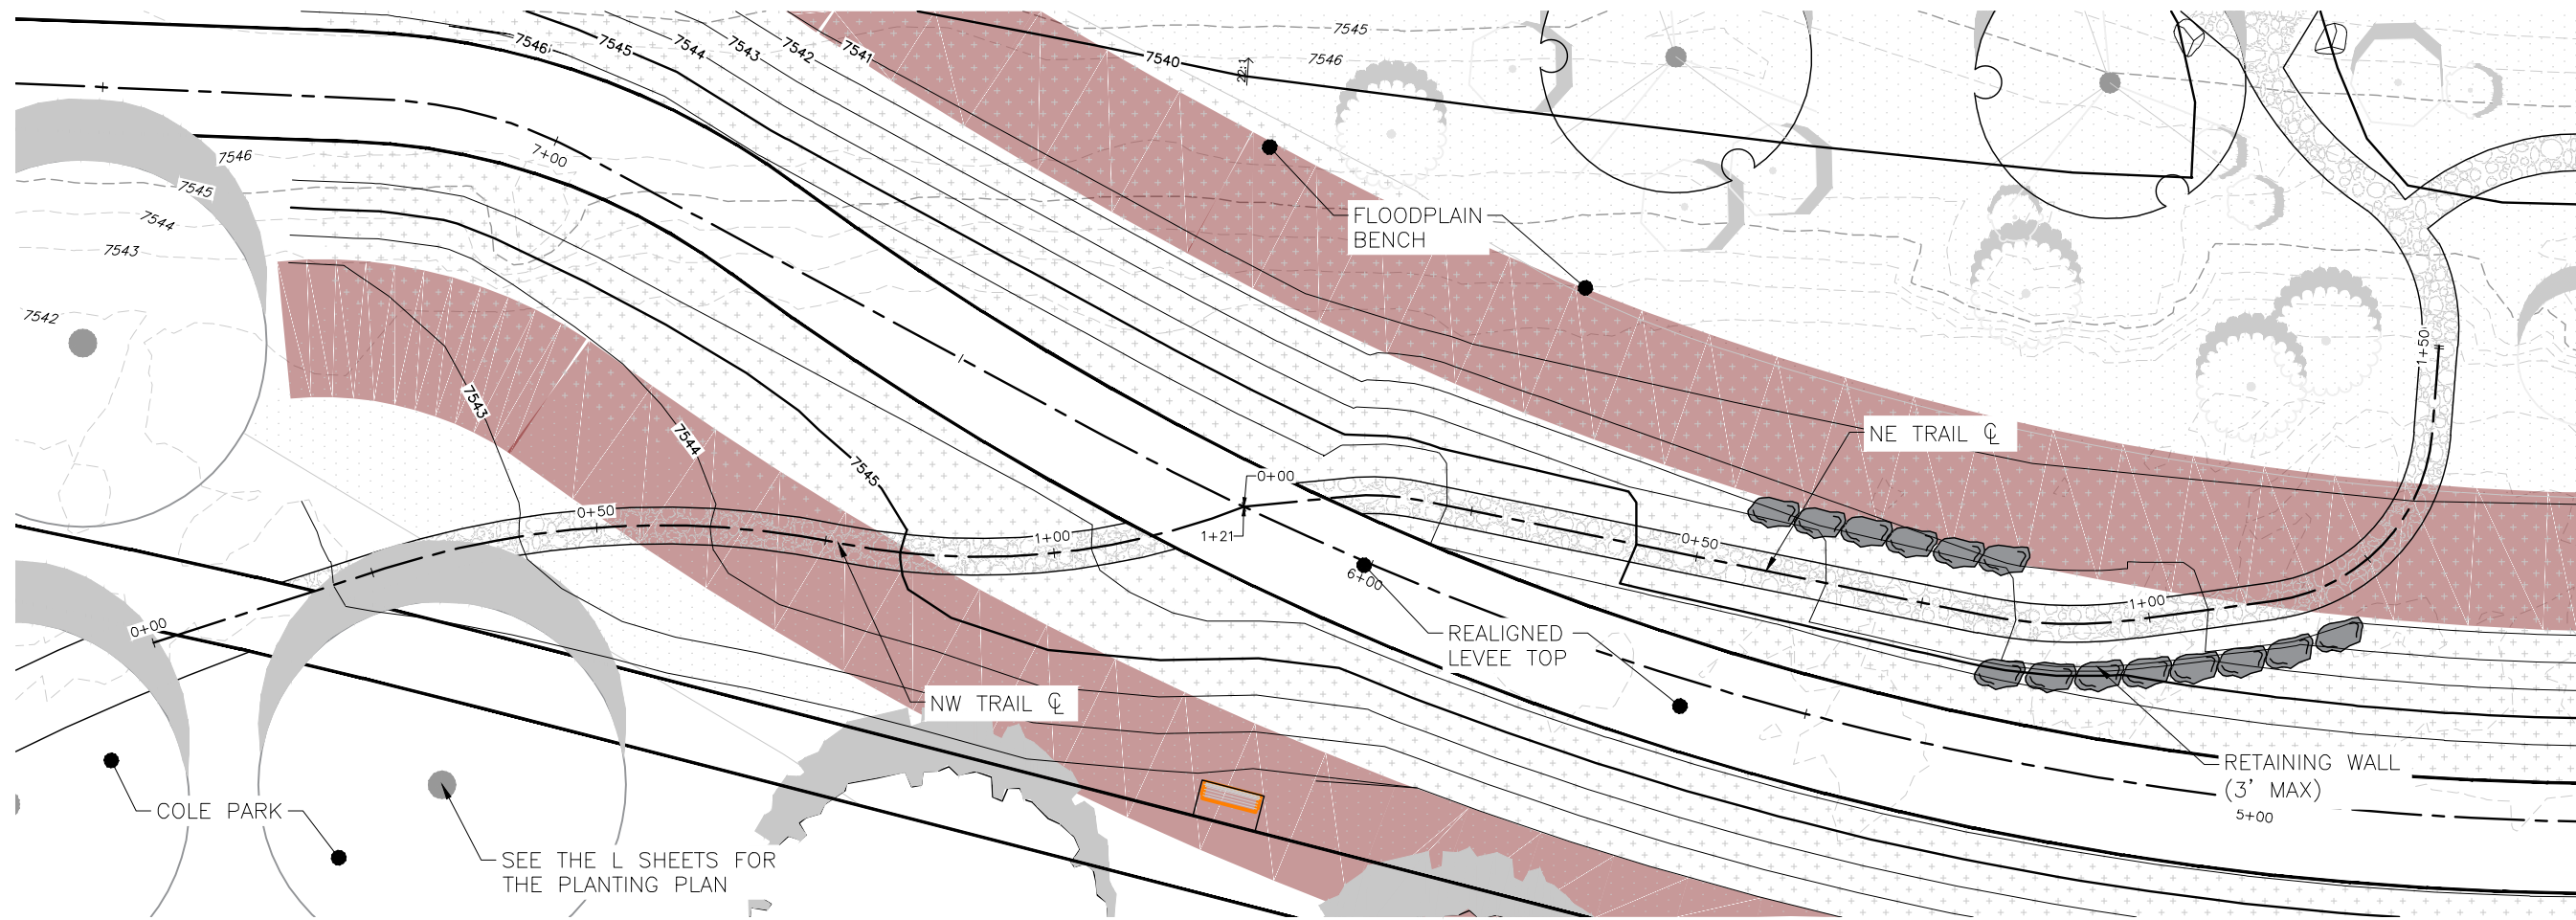 7546
7545
7544
7543
7542
7541
7540
22:1
7545
7546
7546
7545
7544
7543
7542
7+00
FLOODPLAIN
BENCH
1+50
7543
7544
7545
NE TRAIL ℄
0+00
1+21
0+50
1+00
6+00
0+50
1+00
0+00
REALIGNED
LEVEE TOP
NW TRAIL ℄
RETAINING WALL
(3' MAX)
5+00
COLE PARK
SEE THE L SHEETS FOR
THE PLANTING PLAN